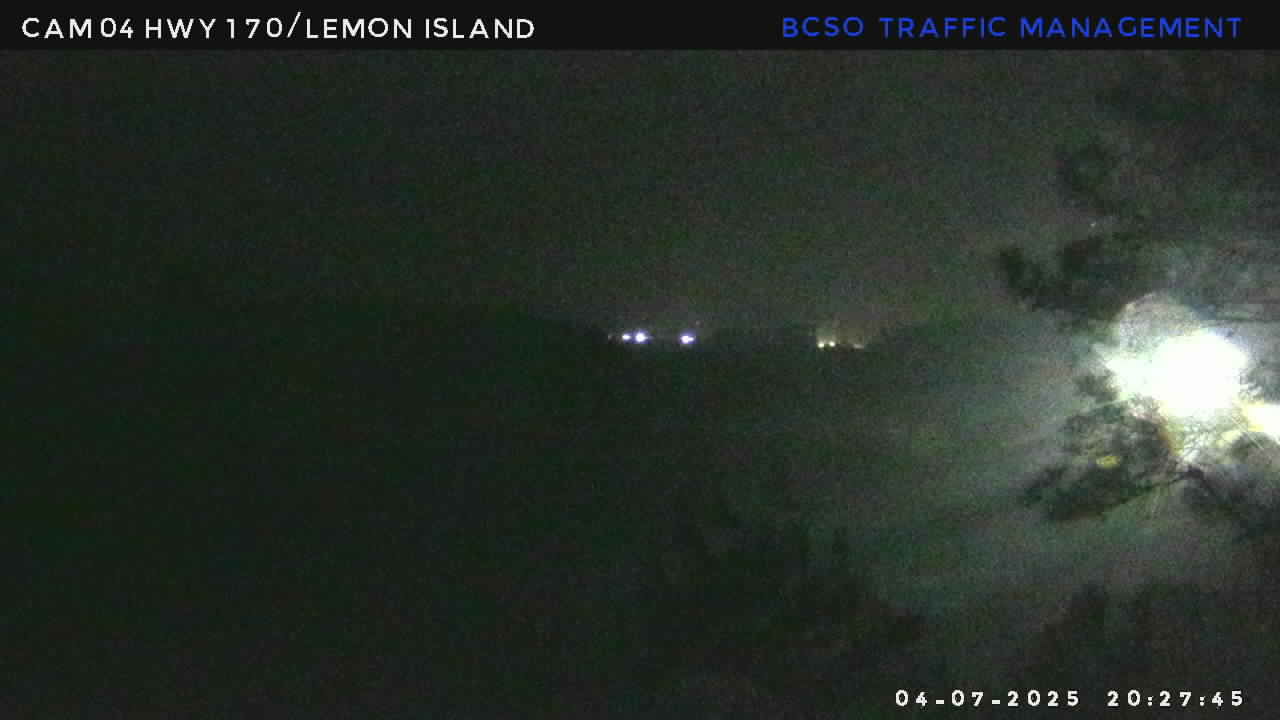 CAM04 HWY 170/LEMON ISLAND
BCSO TRAFFIC MANAGEMENT
04-07-2025 20:27:45